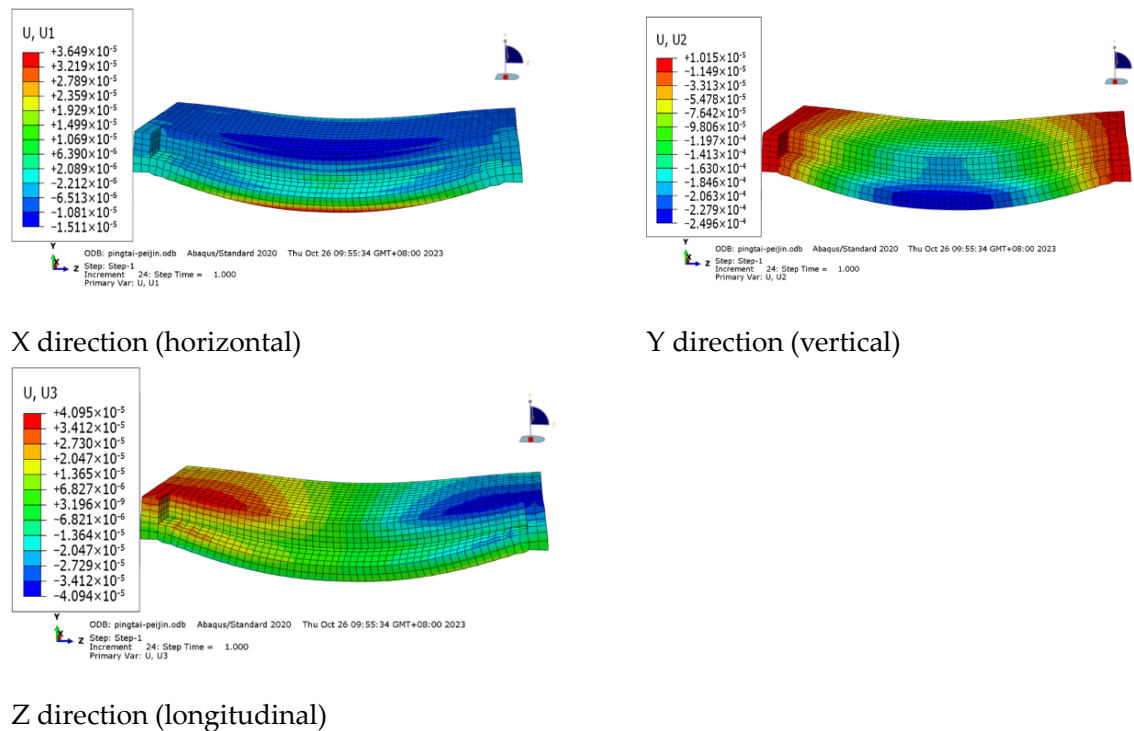 U, U1
+3.649×10⁻⁵
+3.219×10⁻⁵
+2.789×10⁻⁵
+2.359×10⁻⁵
+1.929×10⁻⁵
+1.499×10⁻⁵
+1.069×10⁻⁵
+6.390×10⁻⁶
+2.089×10⁻⁶
−2.212×10⁻⁶
−6.513×10⁻⁶
−1.081×10⁻⁵
−1.511×10⁻⁵
Y
X
Z
ODB: pingtai-peijin.odb Abaqus/Standard 2020 Thu Oct 26 09:55:34 GMT+08:00 2023
Step: Step-1
Increment 24: Step Time = 1.000
Primary Var: U, U1
X direction (horizontal)
U, U2
+1.015×10⁻⁵
−1.149×10⁻⁵
−3.313×10⁻⁵
−5.478×10⁻⁵
−7.642×10⁻⁵
−9.806×10⁻⁵
−1.197×10⁻⁴
−1.413×10⁻⁴
−1.630×10⁻⁴
−1.846×10⁻⁴
−2.063×10⁻⁴
−2.279×10⁻⁴
−2.496×10⁻⁴
Y
X
Z
ODB: pingtai-peijin.odb Abaqus/Standard 2020 Thu Oct 26 09:55:34 GMT+08:00 2023
Step: Step-1
Increment 24: Step Time = 1.000
Primary Var: U, U2
Y direction (vertical)
U, U3
+4.095×10⁻⁵
+3.412×10⁻⁵
+2.730×10⁻⁵
+2.047×10⁻⁵
+1.365×10⁻⁵
+6.827×10⁻⁶
+3.196×10⁻⁹
−6.821×10⁻⁶
−1.364×10⁻⁵
−2.047×10⁻⁵
−2.729×10⁻⁵
−3.412×10⁻⁵
−4.094×10⁻⁵
Y
X
Z
ODB: pingtai-peijin.odb Abaqus/Standard 2020 Thu Oct 26 09:55:34 GMT+08:00 2023
Step: Step-1
Increment 24: Step Time = 1.000
Primary Var: U, U3
Z direction (longitudinal)